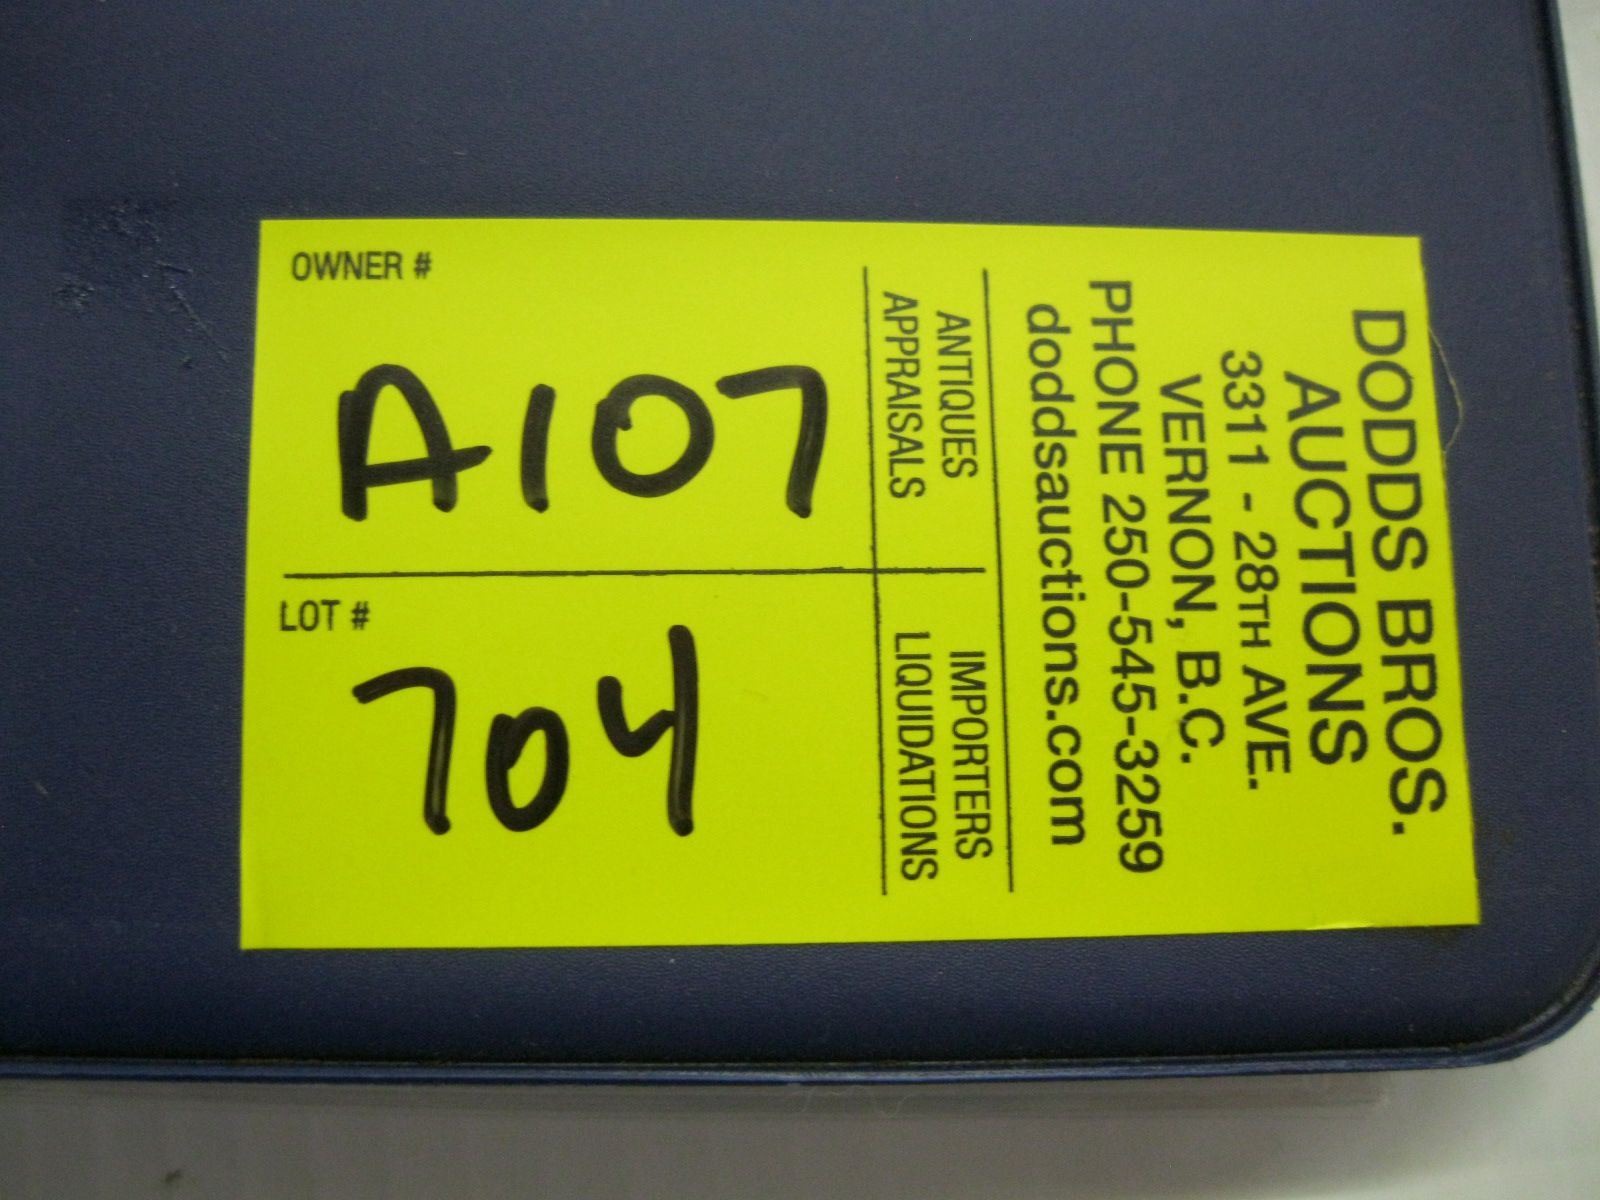 DODDS BROS.
AUCTIONS
3311 - 28TH AVE.
VERNON, B.C.
PHONE 250-545-3259
doddsauctions.com
ANTIQUES
APPRAISALS
IMPORTERS
LIQUIDATIONS
OWNER #
A107
LOT #
704